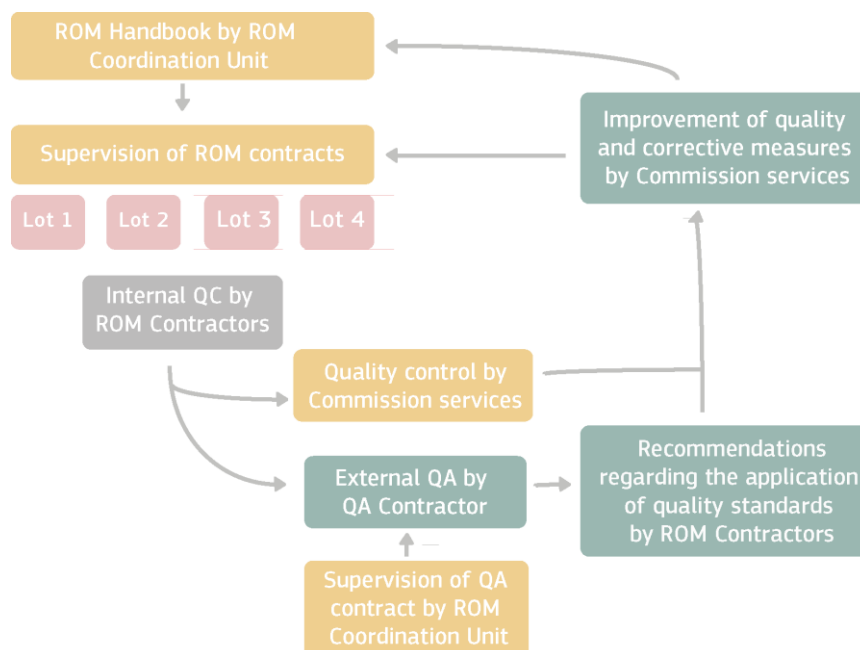 ROM Handbook by ROM
Coordination Unit
Supervision of ROM contracts
Lot 1
Lot 2
Lot 3
Lot 4
Improvement of quality
and corrective measures
by Commission services
Internal QC by
ROM Contractors
Quality control by
Commission services
External QA by
QA Contractor
Recommendations
regarding the application
of quality standards
by ROM Contractors
Supervision of QA
contract by ROM
Coordination Unit